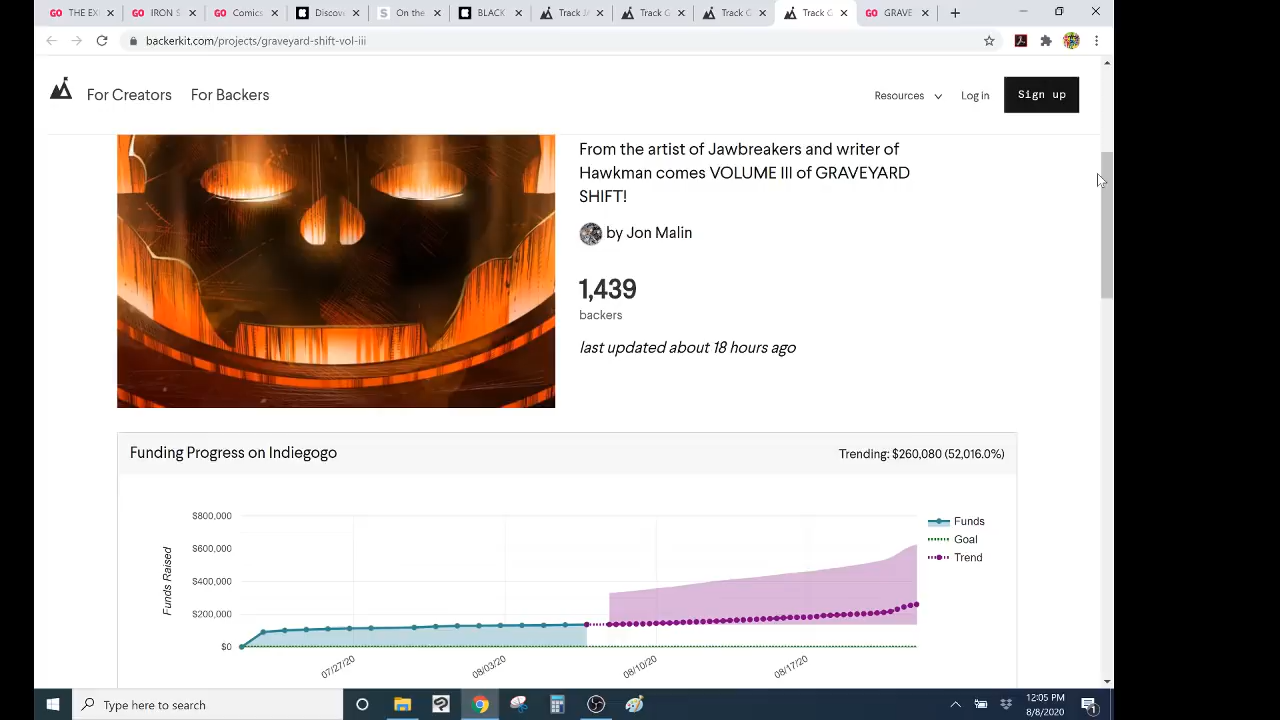 GO THE EX
GO IRON S
GO Comics
Discov
S On the
BLACK
Track JA
Track G
Track G
Track G
GO GRAVE
backerkit.com/projects/graveyard-shift-vol-iii
For Creators
For Backers
Resources
Log in
Sign up
From the artist of Jawbreakers and writer of
Hawkman comes VOLUME III of GRAVEYARD
SHIFT!
by Jon Malin
1,439
backers
last updated about 18 hours ago
Funding Progress on Indiegogo
Trending: $260,080 (52,016.0%)
$800,000
$600,000
$400,000
$200,000
$0
Funds Raised
07/27/20
08/03/20
08/10/20
08/17/20
Funds
Goal
Trend
Type here to search
12:05 PM
8/8/2020
1